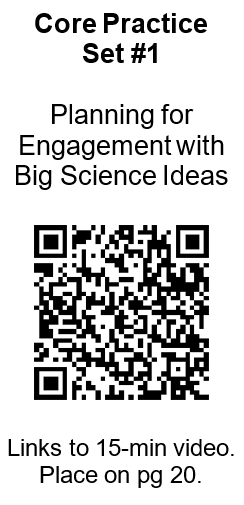 Core Practice
Set #1
Planning for
Engagement with
Big Science Ideas
Links to 15-min video.
Place on pg 20.